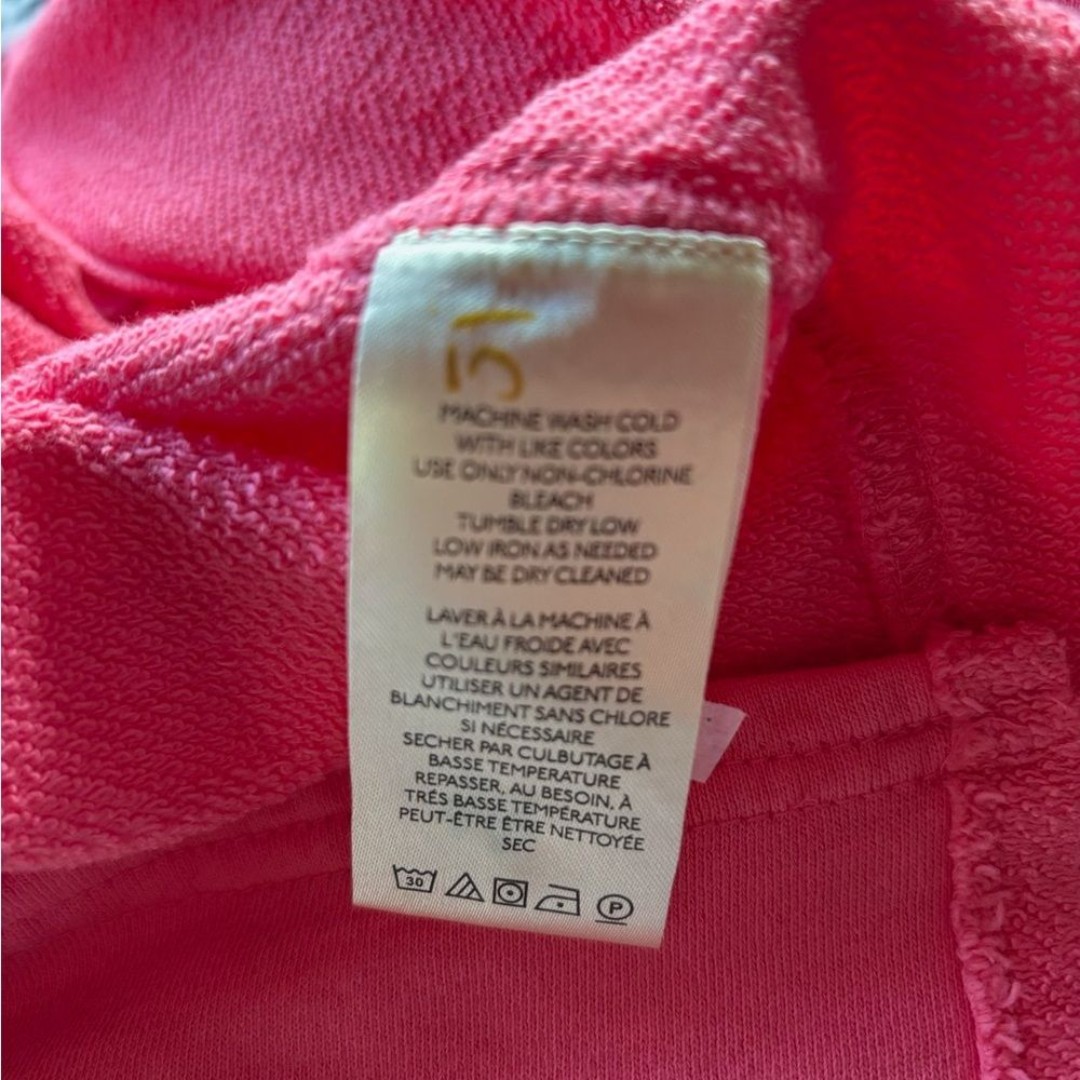 51
MACHINE WASH COLD
WITH LIKE COLORS
USE ONLY NON-CHLORINE
BLEACH
TUMBLE DRY LOW
LOW IRON AS NEEDED
MAY BE DRY CLEANED
LAVER À LA MACHINE À
L'EAU FROIDE AVEC
COULEURS SIMILAIRES
UTILISER UN AGENT DE
BLANCHIMENT SANS CHLORE
SI NÉCESSAIRE
SECHER PAR CULBUTAGE À
BASSE TEMPERATURE
REPASSER, AU BESOIN, À
TRÉS BASSE TEMPÉRATURE
PEUT-ÊTRE ÊTRE NETTOYÉE
SEC
30 P